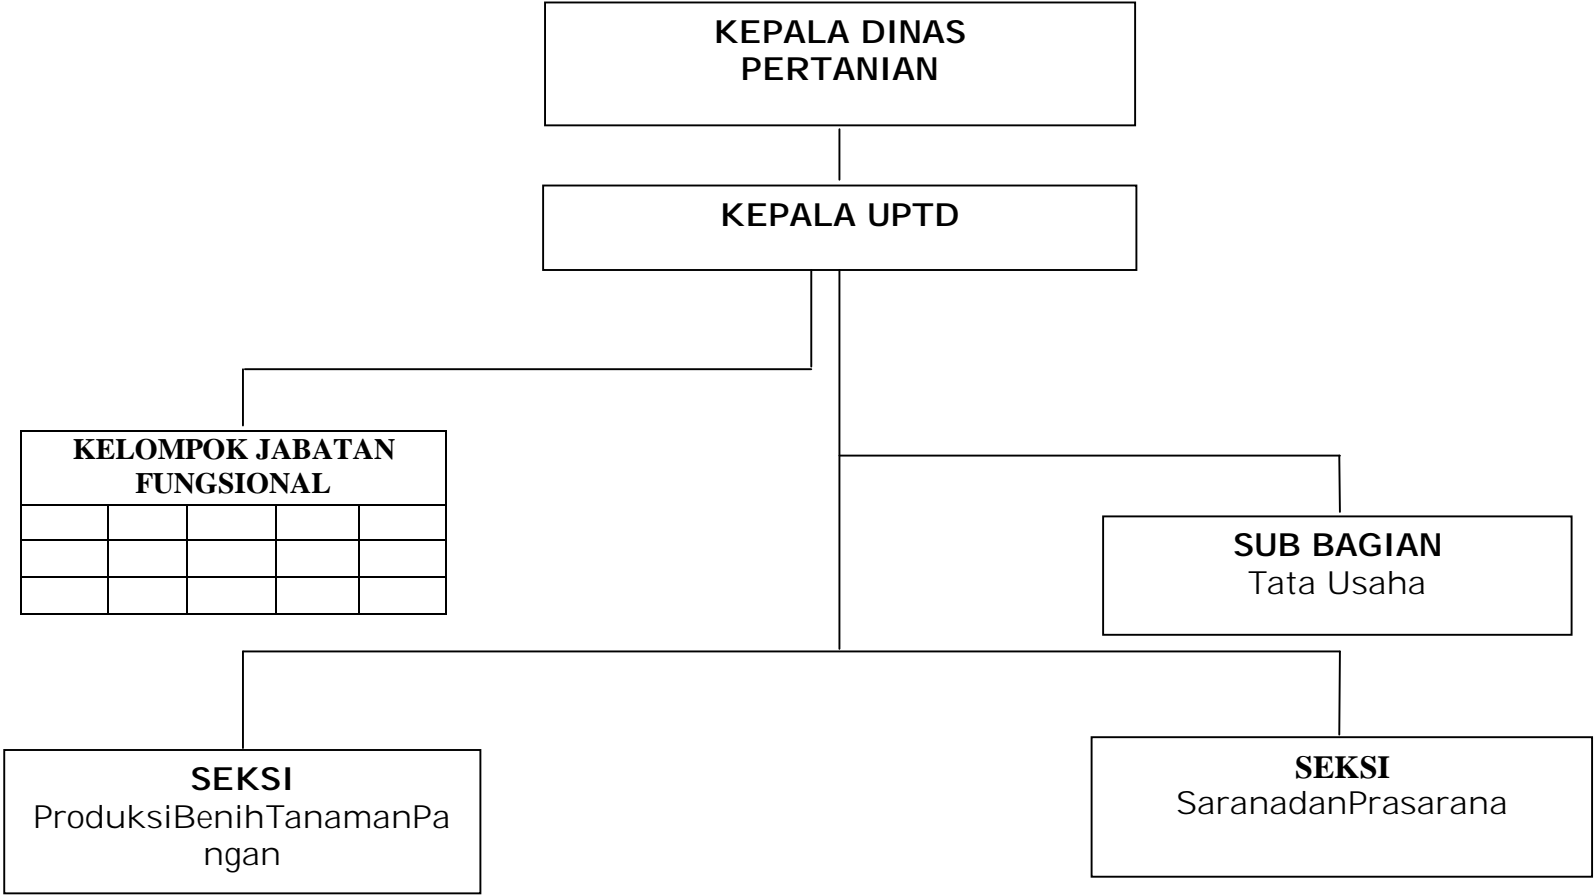 KEPALA DINAS
PERTANIAN
KEPALA UPTD
KELOMPOK JABATAN
FUNGSIONAL
SUB BAGIAN
Tata Usaha
SEKSI
ProduksiBenihTanamanPa
ngan
SEKSI
SaranadanPrasarana